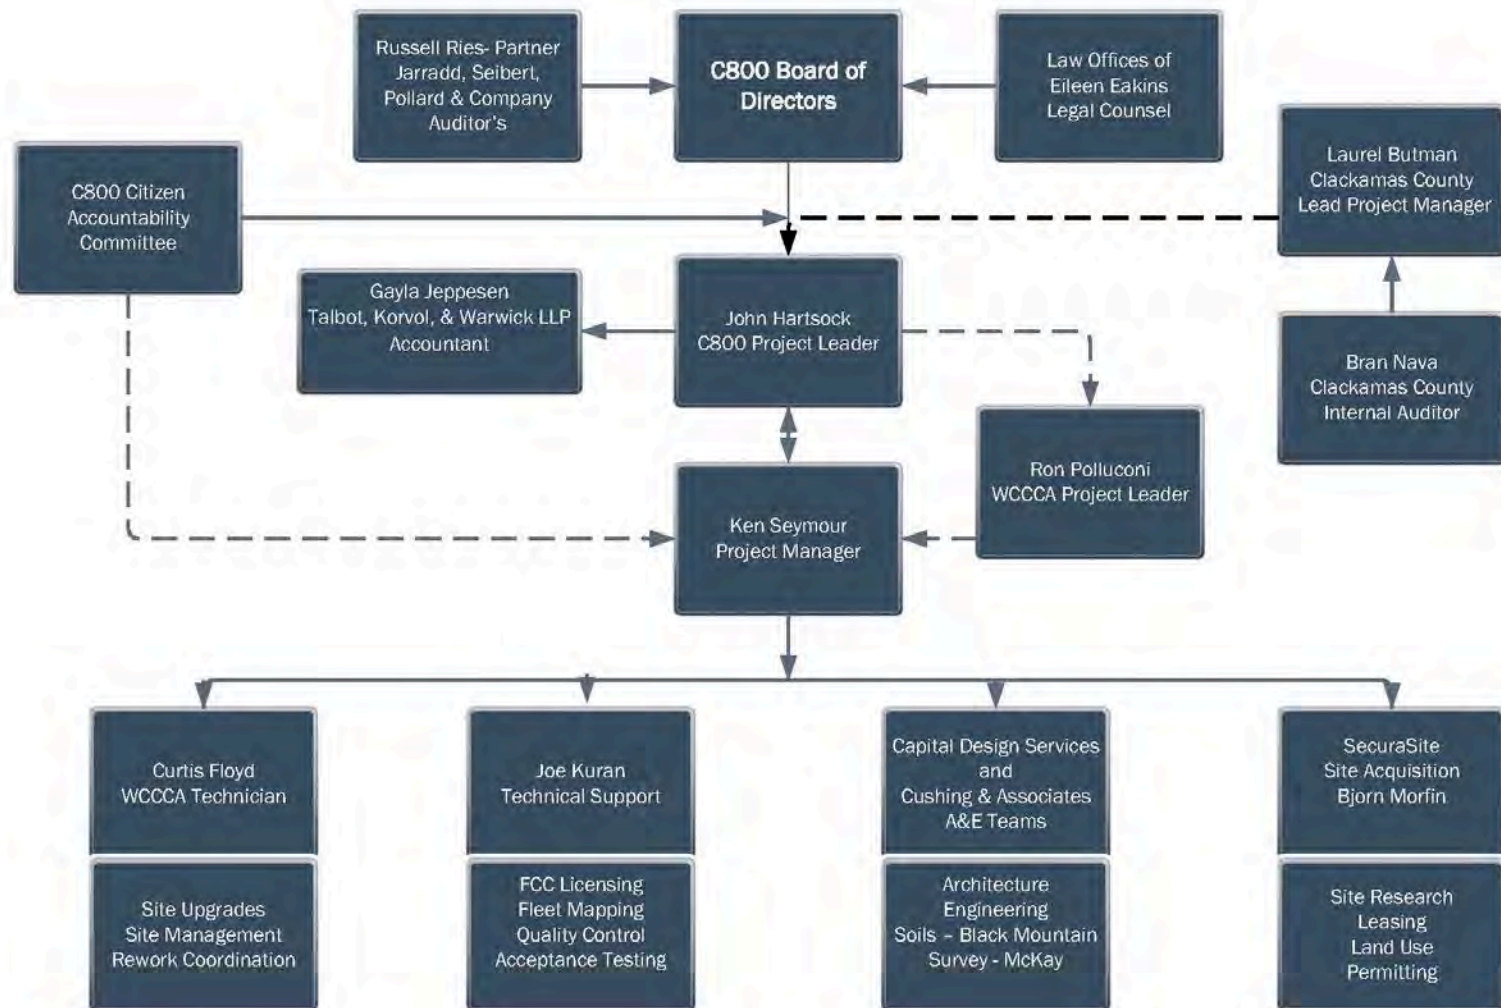 Russell Ries- Partner
Jarradd, Seibert,
Pollard & Company
Auditor's
C800 Board of
Directors
Law Offices of
Eileen Eakins
Legal Counsel
Laurel Butman
Clackamas County
Lead Project Manager
C800 Citizen
Accountability
Committee
Gayla Jeppesen
Talbot, Korvol, & Warwick LLP
Accountant
John Hartsock
C800 Project Leader
Bran Nava
Clackamas County
Internal Auditor
Ron Polluconi
WCCCA Project Leader
Ken Seymour
Project Manager
Curtis Floyd
WCCCA Technician
Site Upgrades
Site Management
Rework Coordination
Joe Kuran
Technical Support
FCC Licensing
Fleet Mapping
Quality Control
Acceptance Testing
Capital Design Services
and
Cushing & Associates
A&E Teams
Architecture
Engineering
Soils – Black Mountain
Survey - McKay
SecuraSite
Site Acquisition
Bjorn Morfin
Site Research
Leasing
Land Use
Permitting